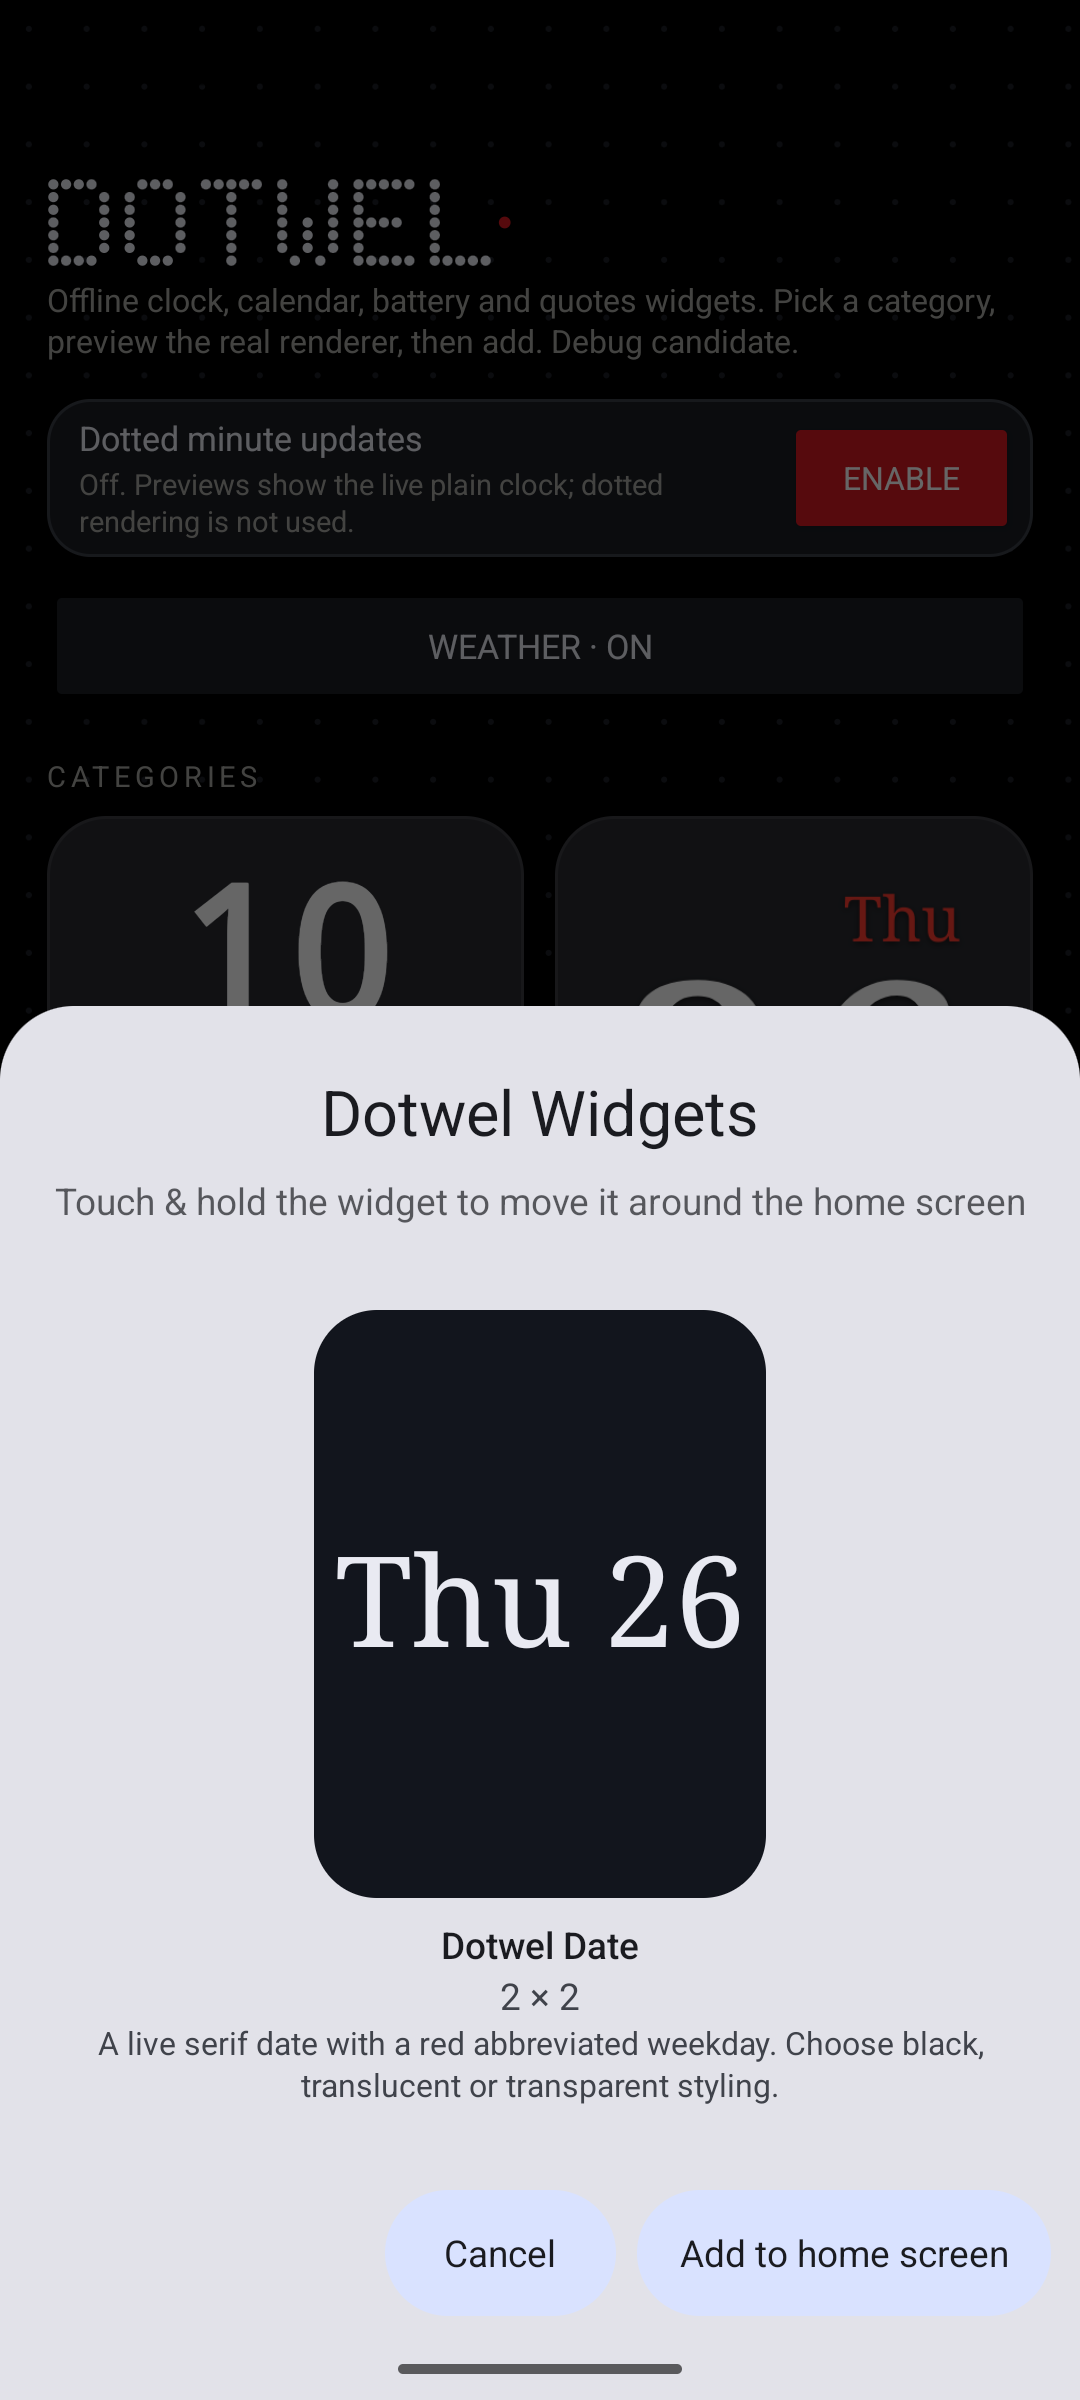 DOTWEL
Offline clock, calendar, battery and quotes widgets. Pick a category,
preview the real renderer, then add. Debug candidate.
Dotted minute updates
Off. Previews show the live plain clock; dotted
rendering is not used.
ENABLE
WEATHER · ON
CATEGORIES
10
Thu
Dotwel Widgets
Touch & hold the widget to move it around the home screen
Thu 26
Dotwel Date
2 × 2
A live serif date with a red abbreviated weekday. Choose black,
translucent or transparent styling.
Cancel
Add to home screen